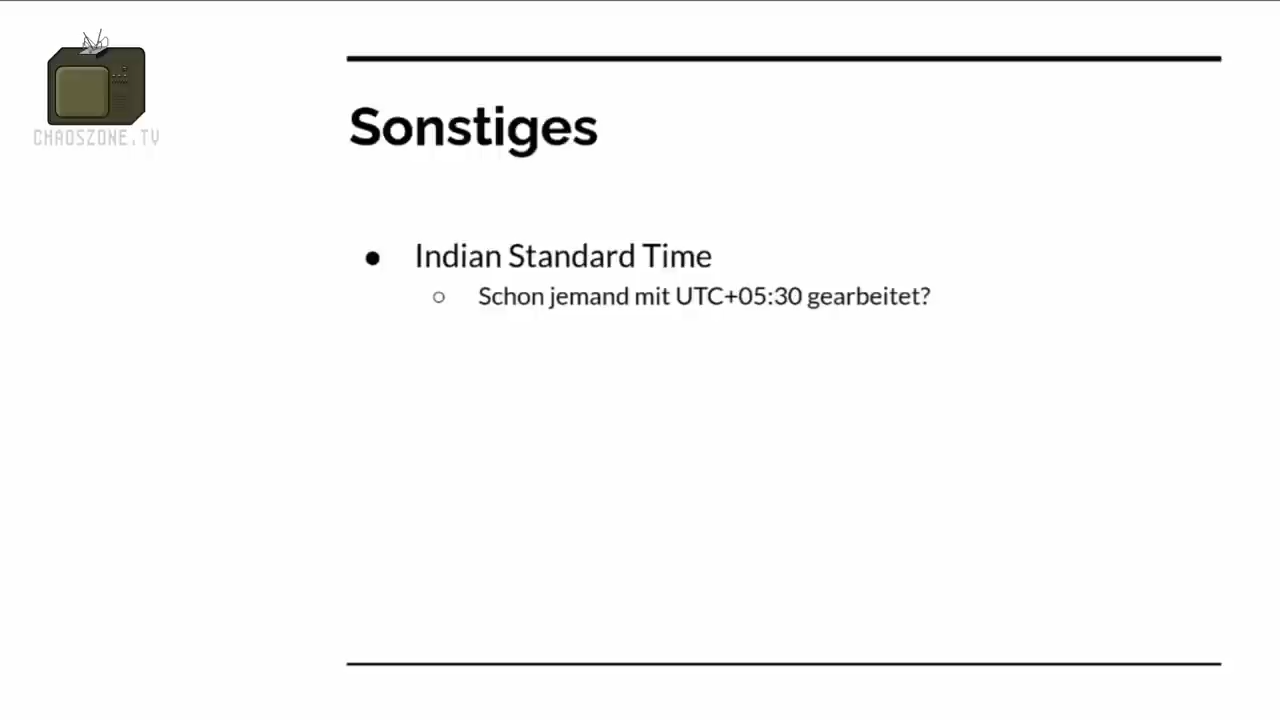 CHAOSZONE.TV
Sonstiges
● Indian Standard Time
○ Schon jemand mit UTC+05:30 gearbeitet?